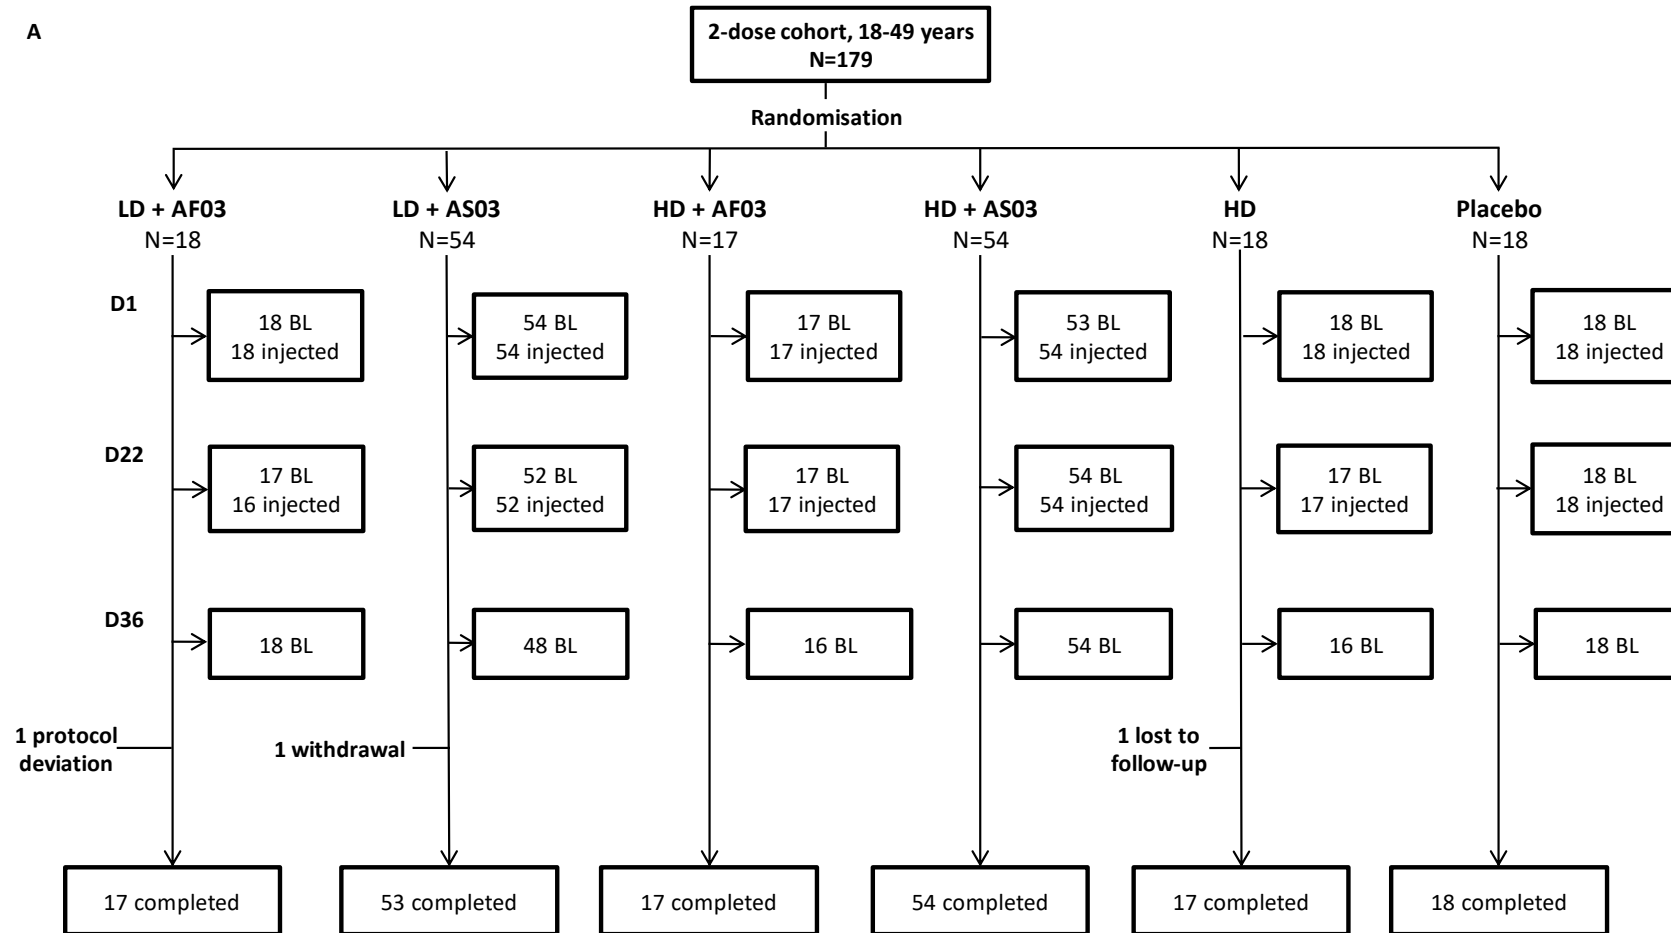 A
2-dose cohort, 18-49 years
N=179
Randomisation
LD + AF03
N=18
LD + AS03
N=54
HD + AF03
N=17
HD + AS03
N=54
HD
N=18
Placebo
N=18
D1
18 BL
18 injected
54 BL
54 injected
17 BL
17 injected
53 BL
54 injected
18 BL
18 injected
18 BL
18 injected
D22
17 BL
16 injected
52 BL
52 injected
17 BL
17 injected
54 BL
54 injected
17 BL
17 injected
18 BL
18 injected
D36
18 BL
48 BL
16 BL
54 BL
16 BL
18 BL
1 protocol
deviation
1 withdrawal
1 lost to
follow-up
17 completed
53 completed
17 completed
54 completed
17 completed
18 completed